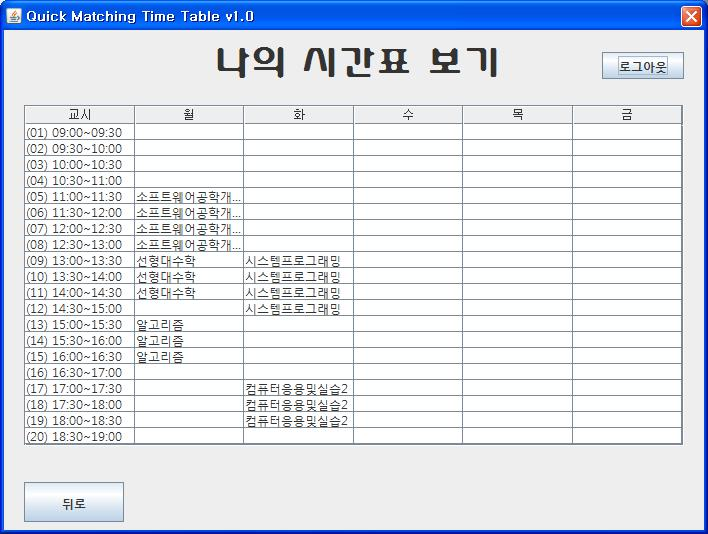 Quick Matching Time Table v1.0
나의 시간표 보기
로그아웃
교시 월 화 수 목 금
(01) 09:00~09:30
(02) 09:30~10:00
(03) 10:00~10:30
(04) 10:30~11:00
(05) 11:00~11:30 소프트웨어공학개...
(06) 11:30~12:00 소프트웨어공학개...
(07) 12:00~12:30 소프트웨어공학개...
(08) 12:30~13:00 소프트웨어공학개...
(09) 13:00~13:30 선형대수학 시스템프로그래밍
(10) 13:30~14:00 선형대수학 시스템프로그래밍
(11) 14:00~14:30 선형대수학 시스템프로그래밍
(12) 14:30~15:00 시스템프로그래밍
(13) 15:00~15:30 알고리즘
(14) 15:30~16:00 알고리즘
(15) 16:00~16:30 알고리즘
(16) 16:30~17:00
(17) 17:00~17:30 컴퓨터응용및실습2
(18) 17:30~18:00 컴퓨터응용및실습2
(19) 18:00~18:30 컴퓨터응용및실습2
(20) 18:30~19:00
뒤로